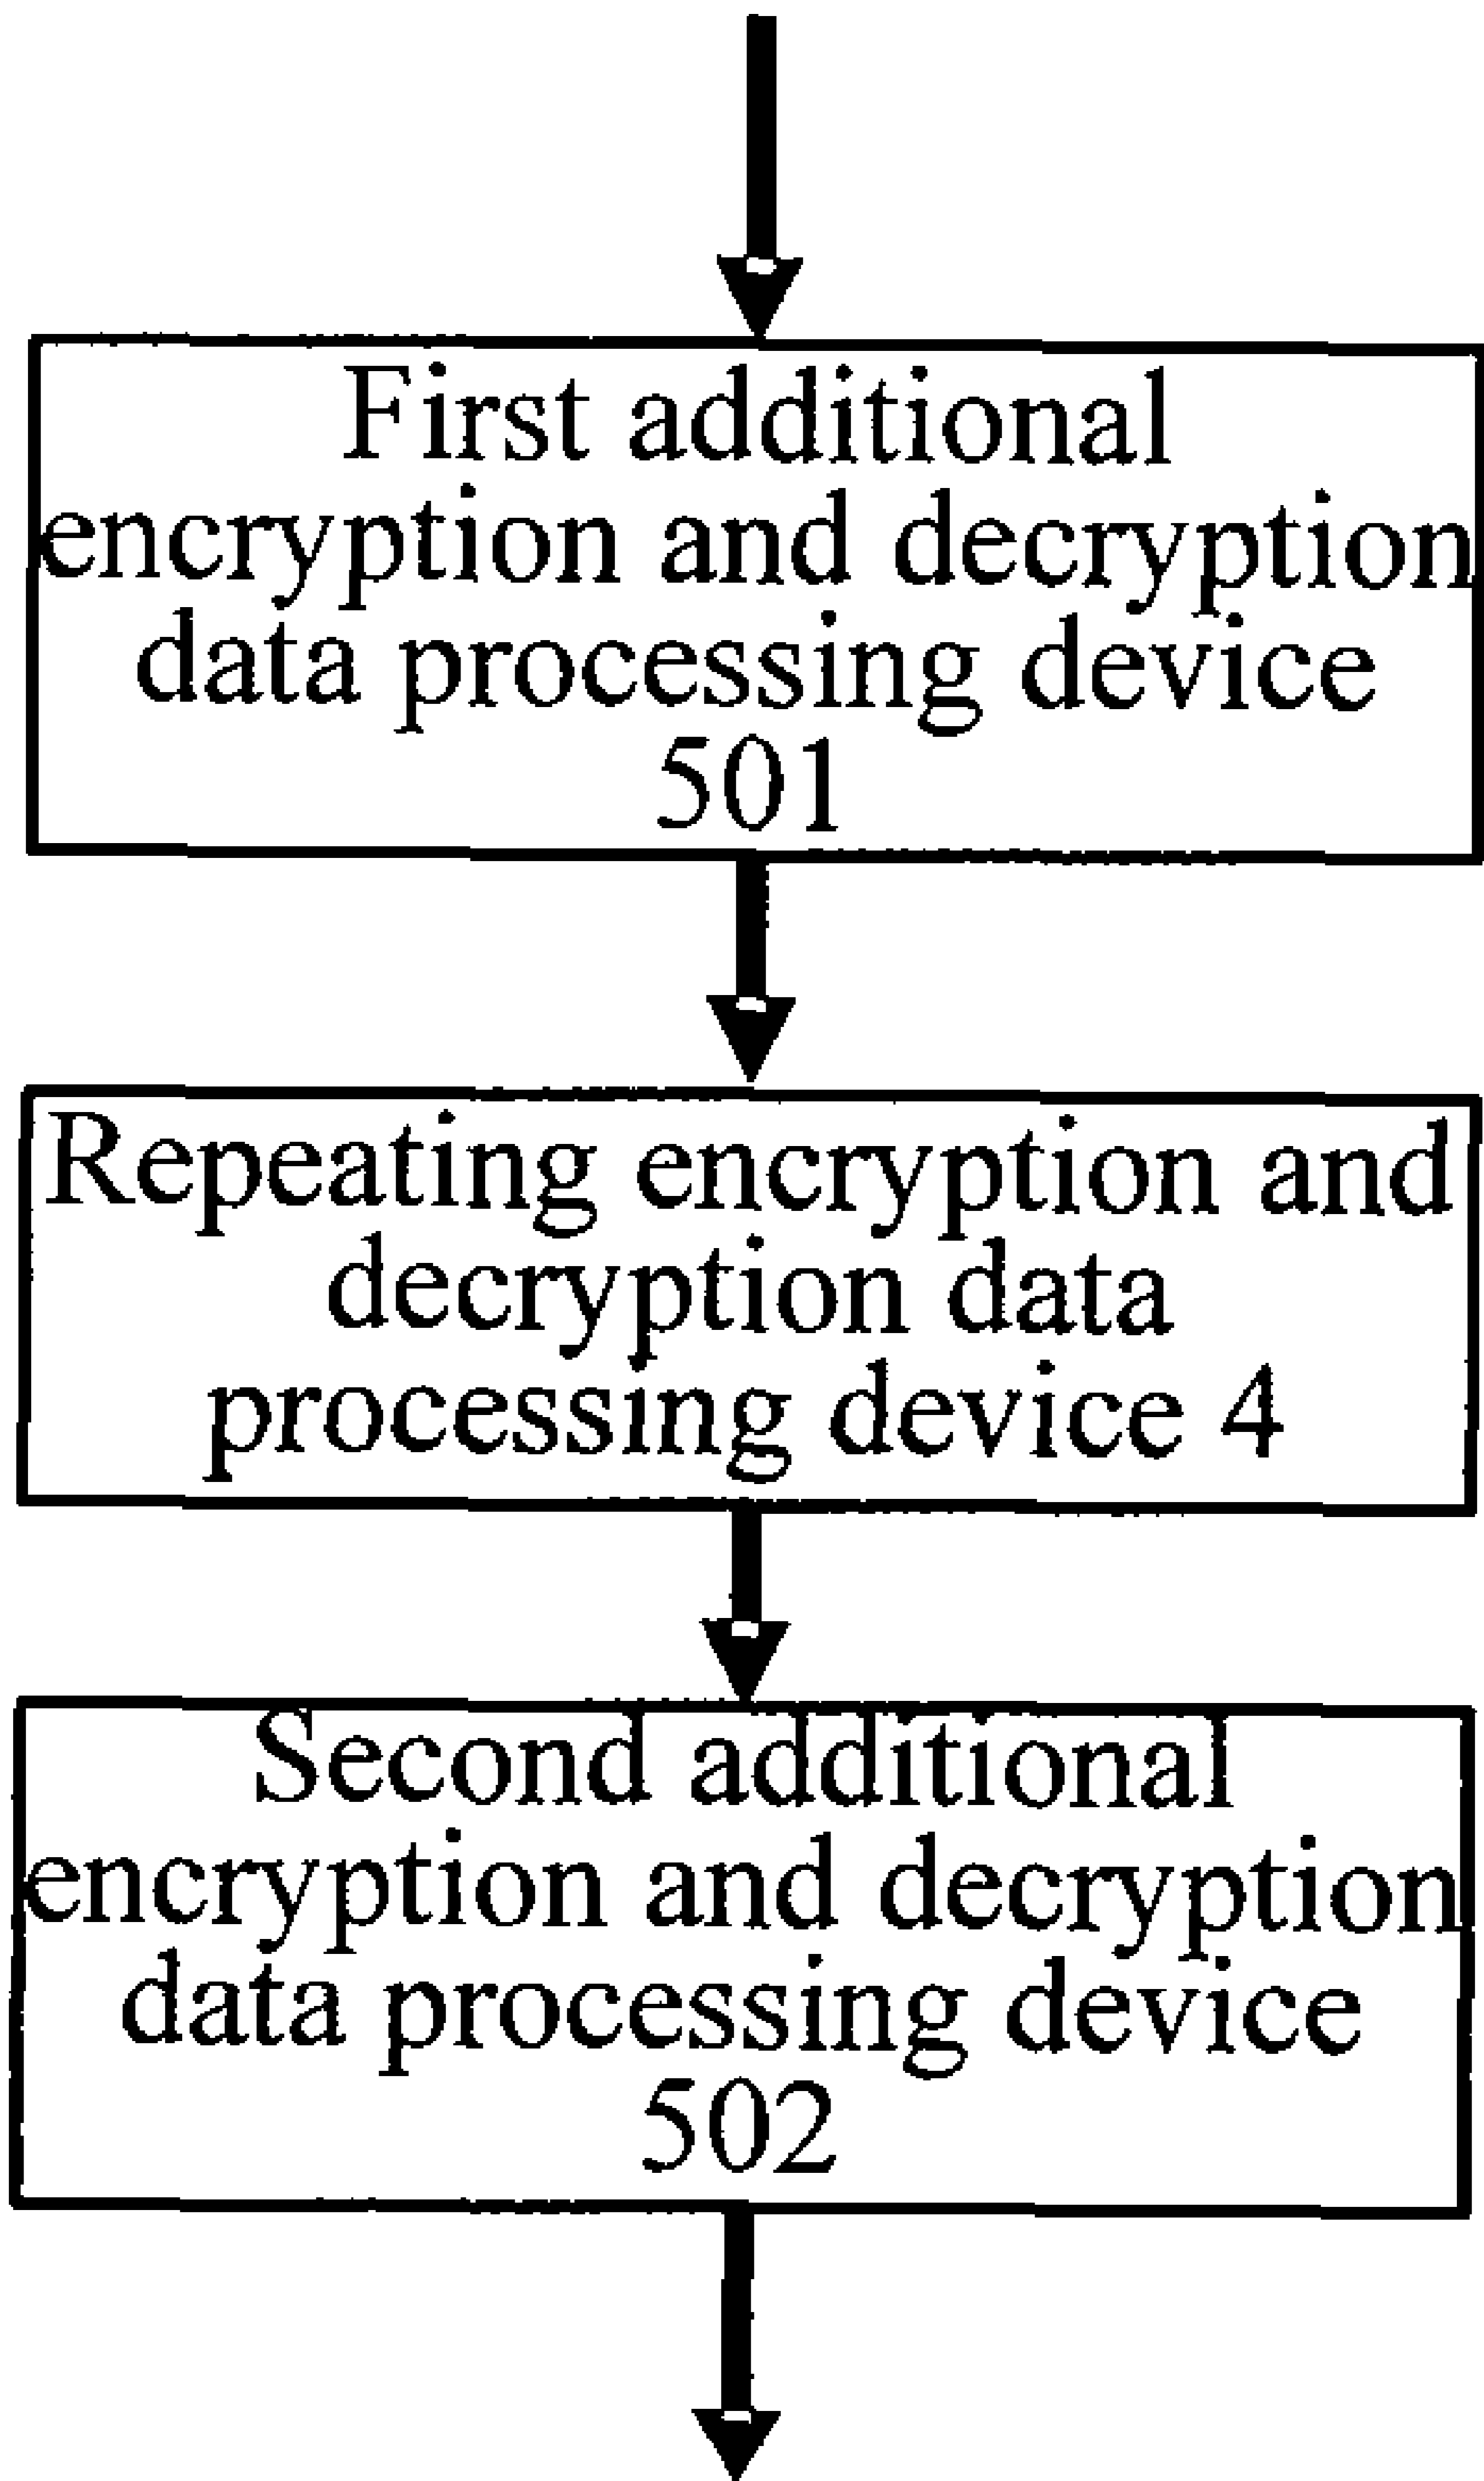 First additional
encryption and decryption
data processing device
501
Repeating encryption and
decryption data
processing device 4
Second additional
encryption and decryption
data processing device
502